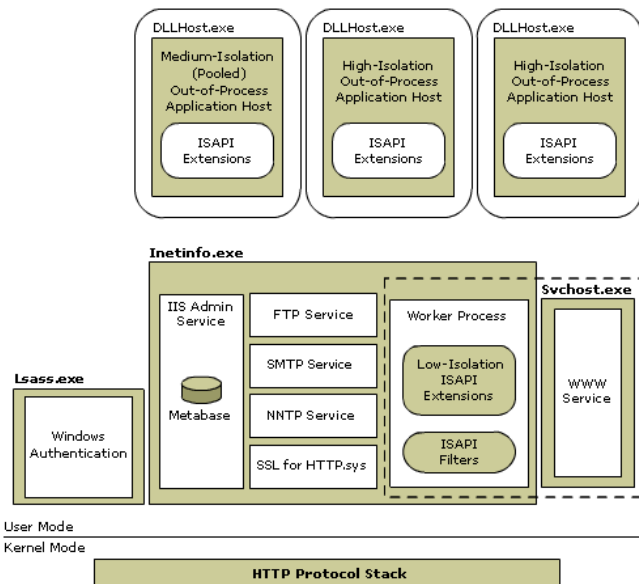 DLLHost.exe
Medium-Isolation
(Pooled)
Out-of-Process
Application Host
ISAPI
Extensions
DLLHost.exe
High-Isolation
Out-of-Process
Application Host
ISAPI
Extensions
DLLHost.exe
High-Isolation
Out-of-Process
Application Host
ISAPI
Extensions
Inetinfo.exe
IIS Admin
Service
Metabase
FTP Service
SMTP Service
NNTP Service
SSL for HTTP.sys
Worker Process
Low-Isolation
ISAPI
Extensions
ISAPI
Filters
Svchost.exe
WWW
Service
Lsass.exe
Windows
Authentication
User Mode
Kernel Mode
HTTP Protocol Stack